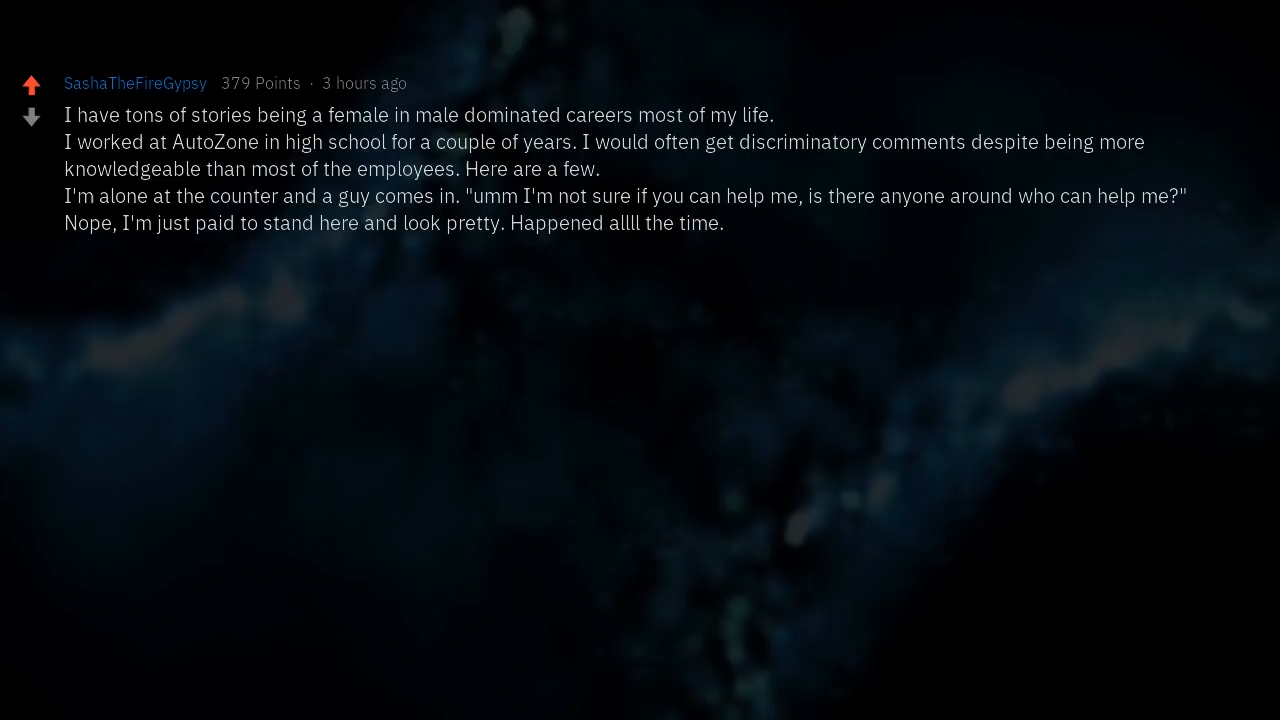 SashaTheFireGypsy 379 Points · 3 hours ago
I have tons of stories being a female in male dominated careers most of my life.
I worked at AutoZone in high school for a couple of years. I would often get discriminatory comments despite being more
knowledgeable than most of the employees. Here are a few.
I'm alone at the counter and a guy comes in. "umm I'm not sure if you can help me, is there anyone around who can help me?"
Nope, I'm just paid to stand here and look pretty. Happened allll the time.